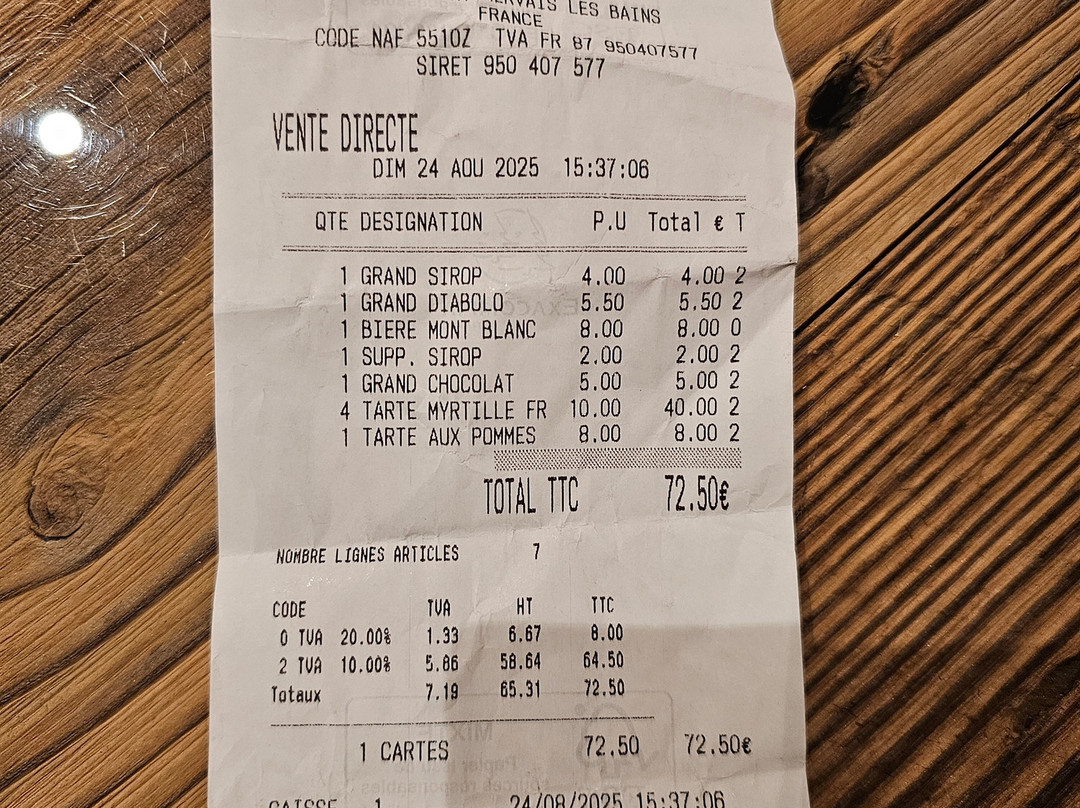 LES BAINS
FRANCE
CODE NAF 5510Z TVA FR 87 950407577
SIRET 950 407 577
VENTE DIRECTE
DIM 24 AOU 2025 15:37:06
QTE DESIGNATION P.U Total € T
1 GRAND SIROP 4.00 4.00 2
1 GRAND DIABOLO 5.50 5.50 2
1 BIERE MONT BLANC 8.00 8.00 0
1 SUPP. SIROP 2.00 2.00 2
1 GRAND CHOCOLAT 5.00 5.00 2
4 TARTE MYRTILLE FR 10.00 40.00 2
1 TARTE AUX POMMES 8.00 8.00 2
TOTAL TTC 72.50€
NOMBRE LIGNES ARTICLES 7
CODE TVA HT TTC
0 TVA 20.00% 1.33 6.67 8.00
2 TVA 10.00% 5.86 58.64 64.50
Totaux 7.19 65.31 72.50
1 CARTES 72.50 72.50€
CAISSE 1 24/08/2025 15:37:06